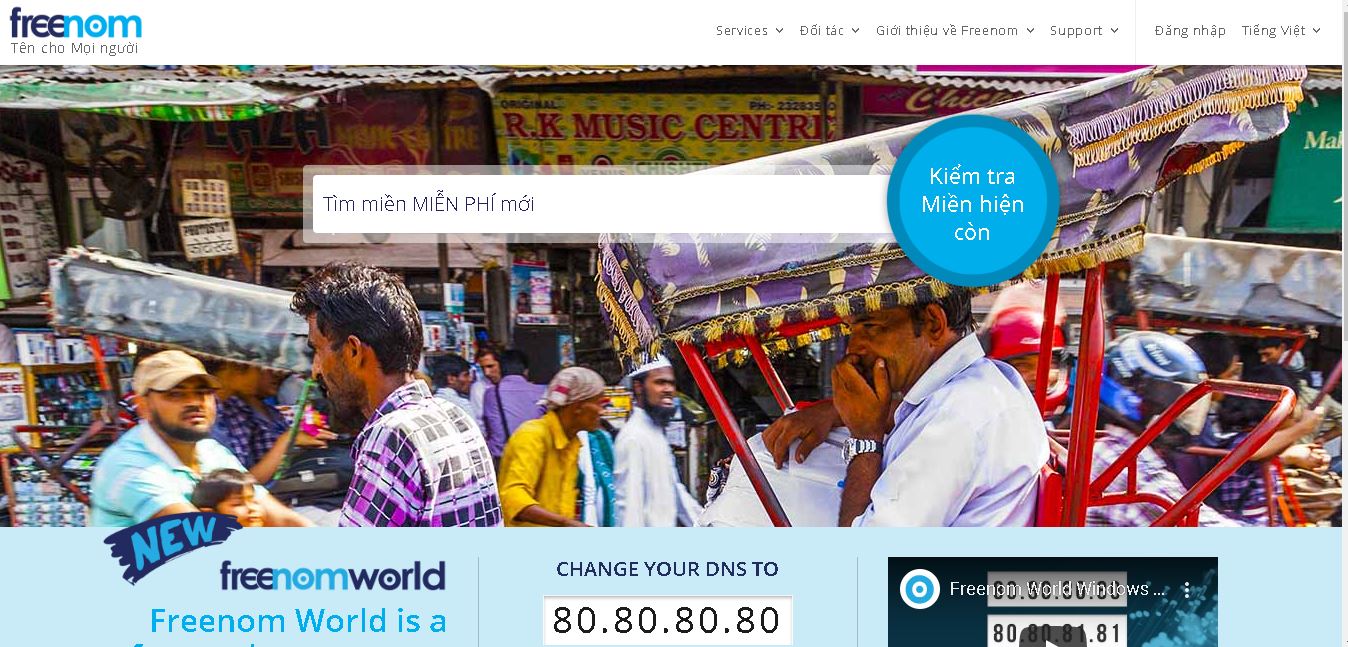 freenom
Tên cho Mọi người
Services
Đối tác
Giới thiệu về Freenom
Support
Đăng nhập
Tiếng Việt
ORIGINAL
PH:- 23283510
R.K MUSIC CENTRE
Tìm miền MIỄN PHÍ mới
Kiểm tra
Miền hiện
còn
NEW
freenomworld
Freenom World is a
CHANGE YOUR DNS TO
80.80.80.80
Freenom World Windows ...
80.80.80.80
80.80.81.81